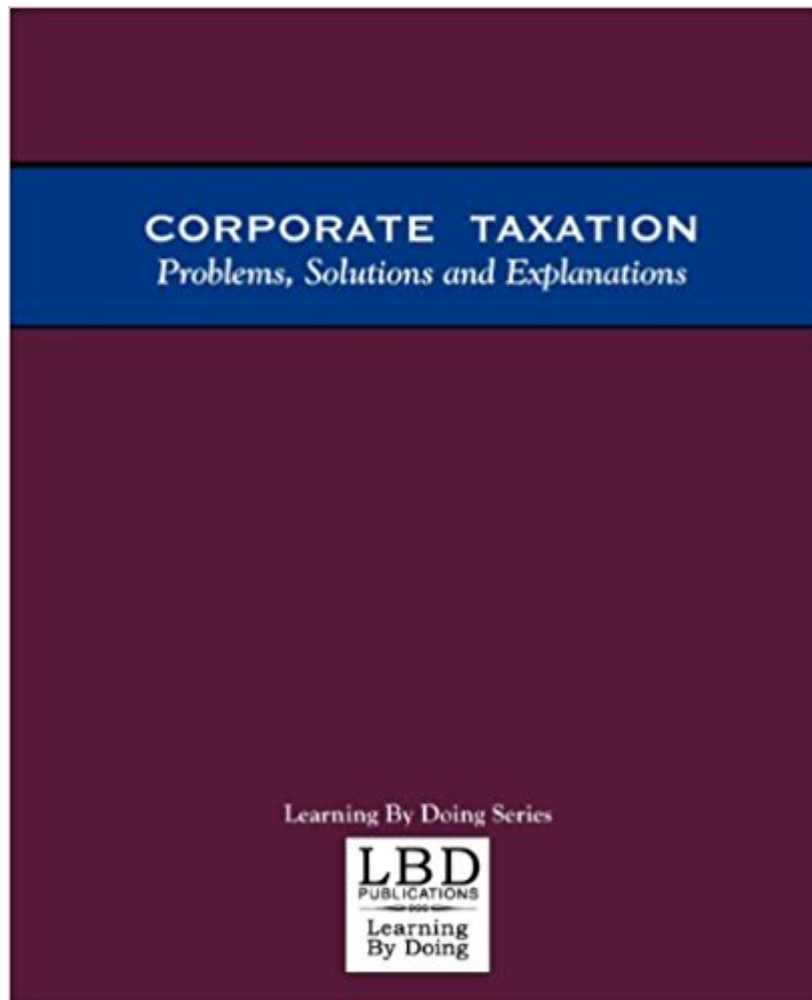 CORPORATE TAXATION
Problems, Solutions and Explanations
Learning By Doing Series
LBD
PUBLICATIONS
Learning
By Doing